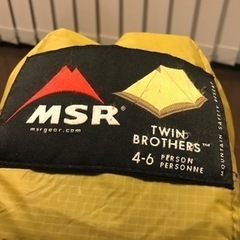 MSR
msrgear.com
TWIN
BROTHERS™
4-6 PERSON
PERSONNE
MOUNTAIN SAFETY RESEARCH